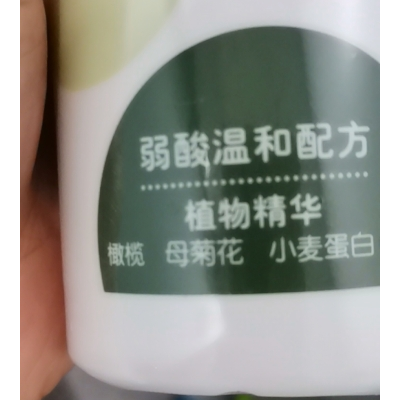 弱酸温和配方
植物精华
橄榄 母菊花 小麦蛋白